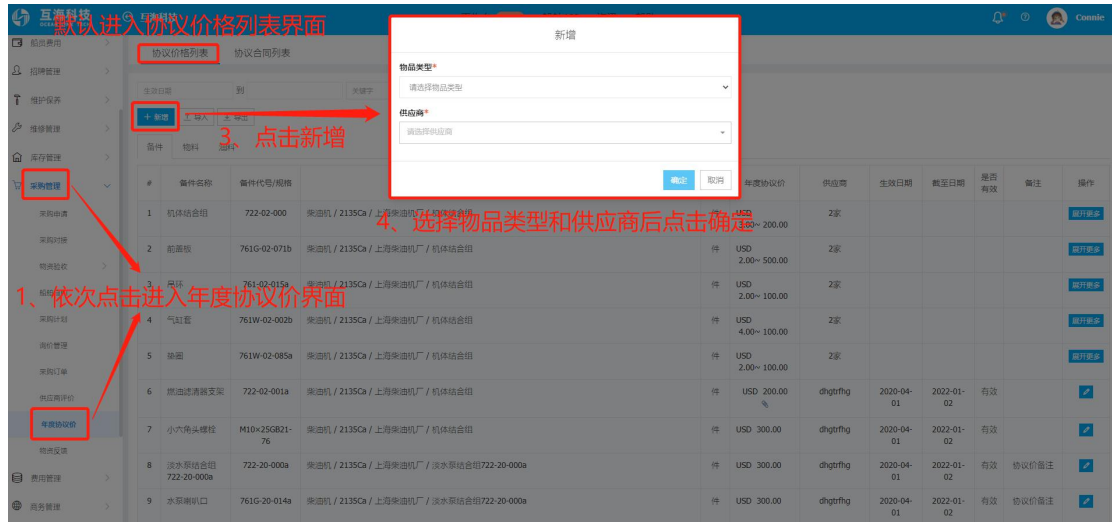 互海科技
默认进入协议价格列表界面
Connie
船员费用
招聘管理
维护保养
维修管理
库存管理
采购管理
采购申请
采购对接
物资验收
采购计划
询价管理
采购订单
供应商评价
年度协议价
物资反馈
费用管理
商务管理
协议价格列表 协议合同列表
生效日期 到 关键字
+ 新增 导入 导出
3、点击新增
备件 物料 油料
新增
物品类型*
请选择物品类型
供应商*
请选择供应商
确定 取消
4、选择物品类型和供应商后点击确定
1、依次点击进入年度协议价界面
# 备件名称 备件代号/规格 年度协议价 供应商 生效日期 截至日期 是否有效 备注 操作
1 机体结合组 722-02-000 柴油机 / 2135Ca / 上海柴油机厂 / 机体结合组 件 USD 3.00~ 200.00 2家 展开更多
2 前盖板 761G-02-071b 柴油机 / 2135Ca / 上海柴油机厂 / 机体结合组 件 USD 2.00~ 500.00 2家 展开更多
3 吊环 761-02-015a 柴油机 / 2135Ca / 上海柴油机厂 / 机体结合组 件 USD 2.00~ 100.00 2家 展开更多
4 气缸套 761W-02-002b 柴油机 / 2135Ca / 上海柴油机厂 / 机体结合组 件 USD 4.00~ 100.00 2家 展开更多
5 垫圈 761W-02-085a 柴油机 / 2135Ca / 上海柴油机厂 / 机体结合组 件 USD 2.00~ 100.00 2家 展开更多
6 燃油滤清器支架 722-02-001a 柴油机 / 2135Ca / 上海柴油机厂 / 机体结合组 件 USD 200.00 dhgtrfhg 2020-04-01 2022-01-02 有效
7 小六角头螺栓 M10×25GB21-76 柴油机 / 2135Ca / 上海柴油机厂 / 机体结合组 件 USD 300.00 dhgtrfhg 2020-04-01 2022-01-02 有效
8 淡水泵结合组722-20-000a 722-20-000a 柴油机 / 2135Ca / 上海柴油机厂 / 淡水泵结合组722-20-000a 件 USD 300.00 dhgtrfhg 2020-04-01 2022-01-02 有效 协议价备注
9 水泵喇叭口 761G-20-014a 柴油机 / 2135Ca / 上海柴油机厂 / 淡水泵结合组722-20-000a 件 USD 300.00 dhgtrfhg 2020-04-01 2022-01-02 有效 协议价备注